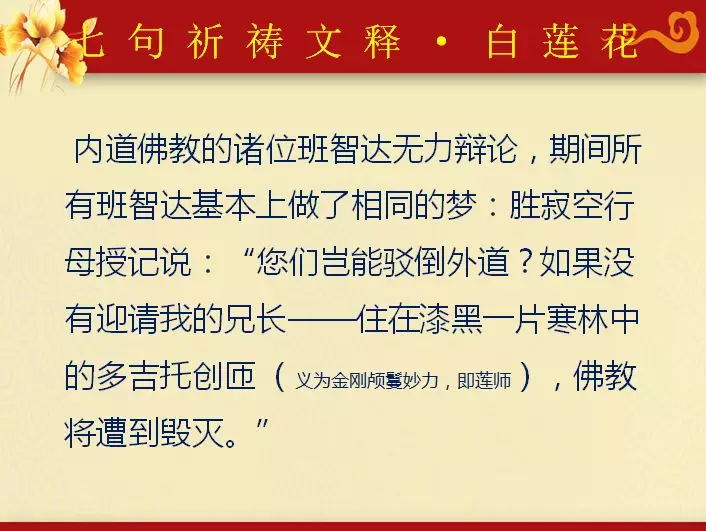 七句祈祷文释·白莲花
内道佛教的诸位班智达无力辩论，期间所
有班智达基本上做了相同的梦：胜寂空行
母授记说：“您们岂能驳倒外道？如果没
有迎请我的兄长——住在漆黑一片寒林中
的多吉托创匝（义为金刚颅鬘妙力，即莲师），佛教
将遭到毁灭。”